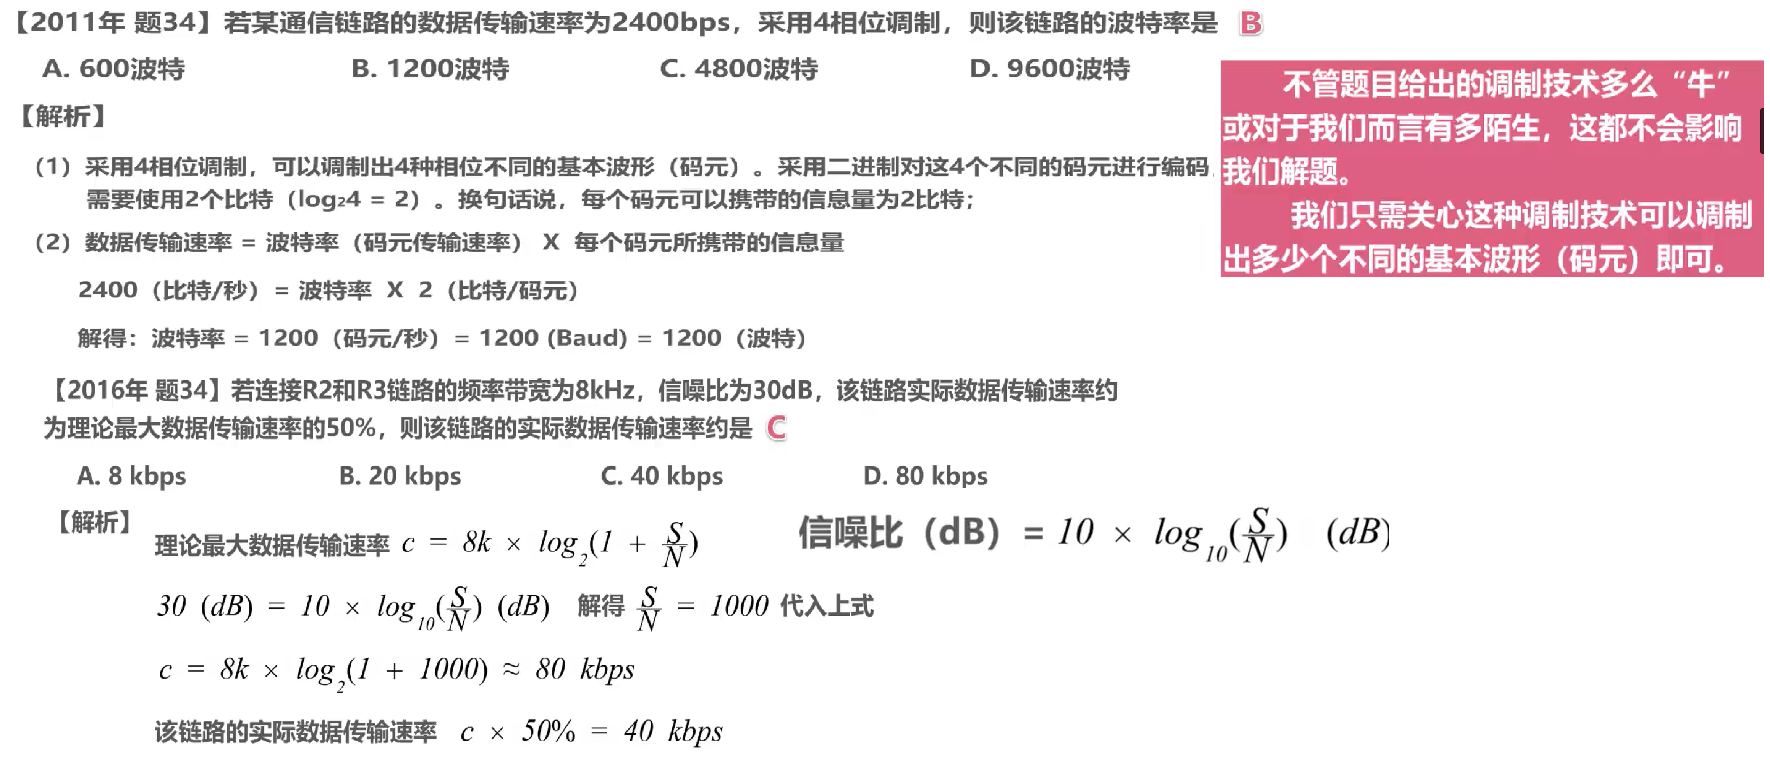 【2011年 题34】若某通信链路的数据传输速率为2400bps，采用4相位调制，则该链路的波特率是 B
A. 600波特 B. 1200波特 C. 4800波特 D. 9600波特
【解析】
（1）采用4相位调制，可以调制出4种相位不同的基本波形（码元）。采用二进制对这4个不同的码元进行编码
需要使用2个比特（log₂4 = 2）。换句话说，每个码元可以携带的信息量为2比特；
（2）数据传输速率 = 波特率（码元传输速率） X 每个码元所携带的信息量
2400（比特/秒）= 波特率 X 2（比特/码元）
解得：波特率 = 1200（码元/秒）= 1200 (Baud) = 1200（波特）
不管题目给出的调制技术多么“牛”
或对于我们而言有多陌生，这都不会影响
我们解题。
我们只需关心这种调制技术可以调制
出多少个不同的基本波形（码元）即可。
【2016年 题34】若连接R2和R3链路的频率带宽为8kHz，信噪比为30dB，该链路实际数据传输速率约
为理论最大数据传输速率的50%，则该链路的实际数据传输速率约是 C
A. 8 kbps B. 20 kbps C. 40 kbps D. 80 kbps
【解析】
理论最大数据传输速率 c = 8k × log₂(1 + S/N)
信噪比（dB）= 10 × log₁₀(S/N) (dB)
30 (dB) = 10 × log₁₀(S/N) (dB) 解得 S/N = 1000 代入上式
c = 8k × log₂(1 + 1000) ≈ 80 kbps
该链路的实际数据传输速率 c × 50% = 40 kbps